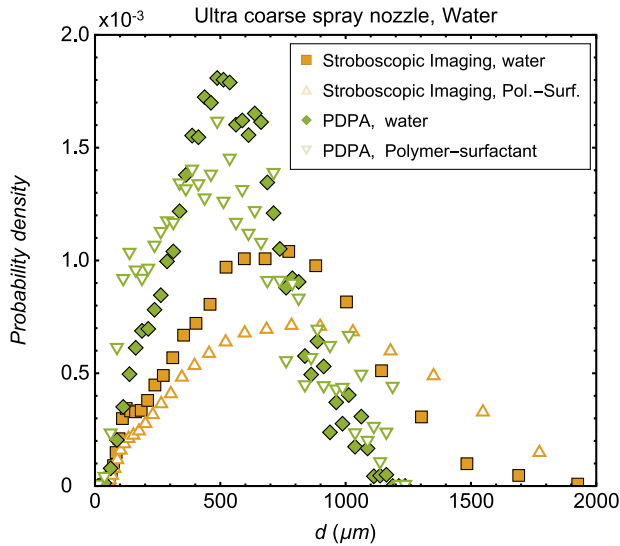 Ultra coarse spray nozzle, Water
×10⁻³
2.0
1.5
1.0
0.5
0
Probability density
Stroboscopic Imaging, water
Stroboscopic Imaging, Pol.−Surf.
PDPA, water
PDPA, Polymer−surfactant
0 500 1000 1500 2000
d (μm)